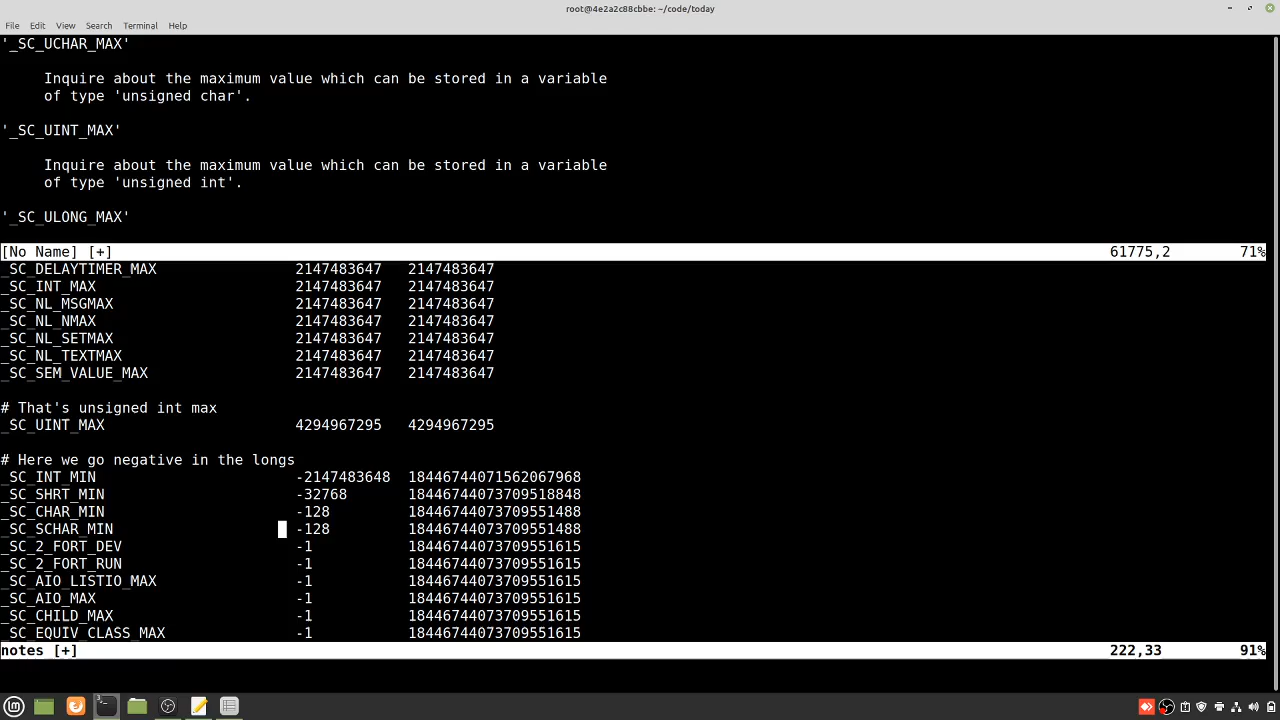 root@4e2a2c88cbbe: ~/code/today
File Edit View Search Terminal Help
'_SC_UCHAR_MAX'
Inquire about the maximum value which can be stored in a variable
of type 'unsigned char'.
'_SC_UINT_MAX'
Inquire about the maximum value which can be stored in a variable
of type 'unsigned int'.
'_SC_ULONG_MAX'
[No Name] [+] 61775,2 71%
_SC_DELAYTIMER_MAX 2147483647 2147483647
_SC_INT_MAX 2147483647 2147483647
_SC_NL_MSGMAX 2147483647 2147483647
_SC_NL_NMAX 2147483647 2147483647
_SC_NL_SETMAX 2147483647 2147483647
_SC_NL_TEXTMAX 2147483647 2147483647
_SC_SEM_VALUE_MAX 2147483647 2147483647
# That's unsigned int max
_SC_UINT_MAX 4294967295 4294967295
# Here we go negative in the longs
_SC_INT_MIN -2147483648 18446744071562067968
_SC_SHRT_MIN -32768 18446744073709518848
_SC_CHAR_MIN -128 18446744073709551488
_SC_SCHAR_MIN -128 18446744073709551488
_SC_2_FORT_DEV -1 18446744073709551615
_SC_2_FORT_RUN -1 18446744073709551615
_SC_AIO_LISTIO_MAX -1 18446744073709551615
_SC_AIO_MAX -1 18446744073709551615
_SC_CHILD_MAX -1 18446744073709551615
_SC_EQUIV_CLASS_MAX -1 18446744073709551615
notes [+] 222,33 91%
3